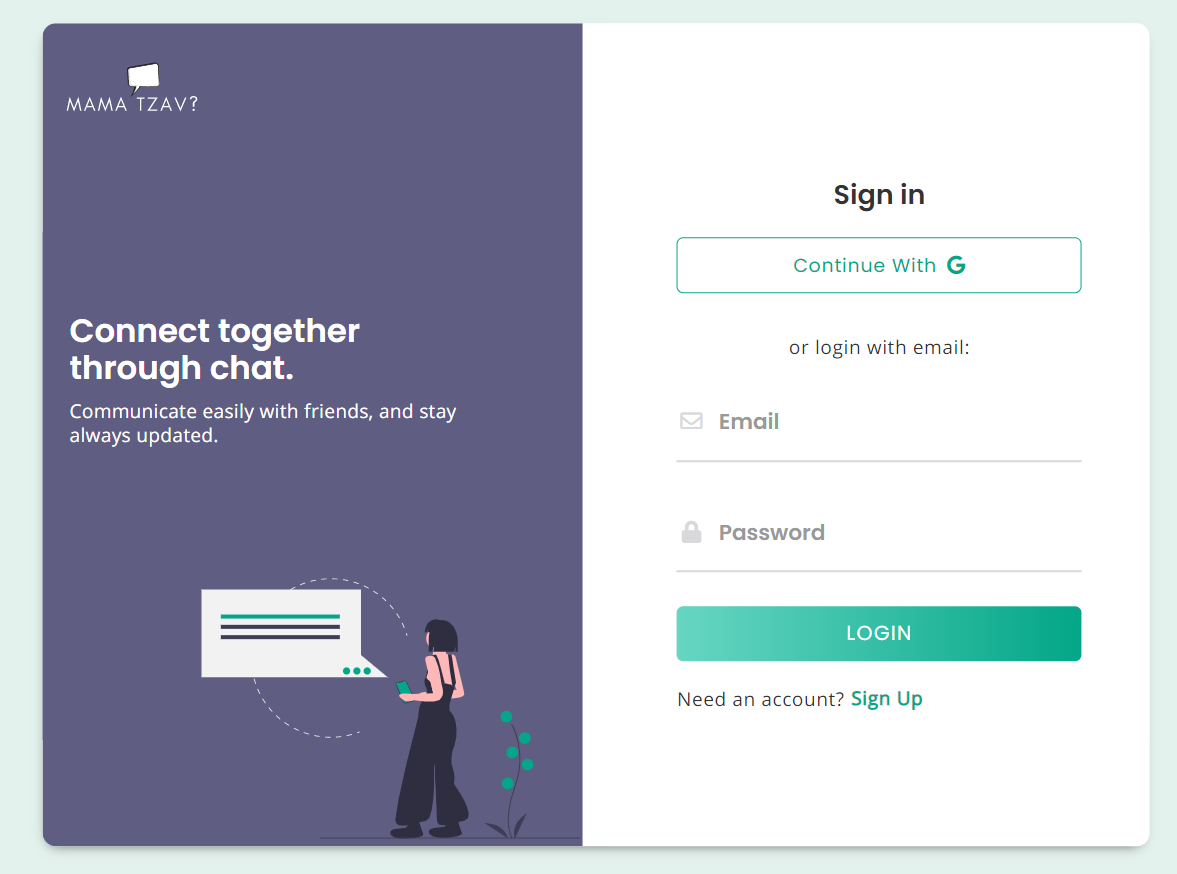 MAMA TZAV?
Connect together
through chat.
Communicate easily with friends, and stay
always updated.
Sign in
Continue With G
or login with email:
Email
Password
LOGIN
Need an account? Sign Up